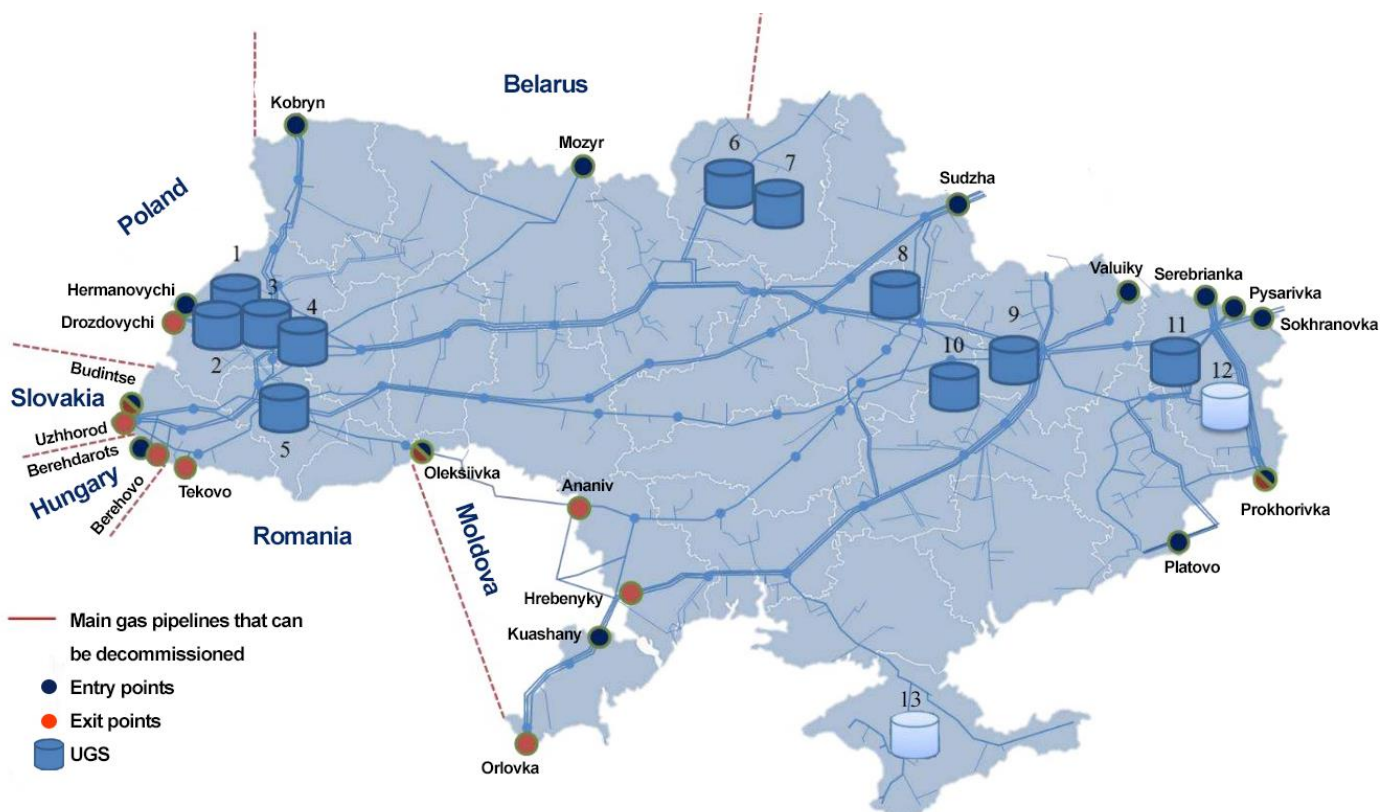 Belarus
Kobryn
Mozyr
6
7
Sudzha
Poland
1
8
Valuiky
Serebrianka
Pysarivka
Hermanovychi
3
4
Sokhranovka
Drozdovychi
9
11
2
10
12
Budintse
Slovakia
Uzhhorod
5
Berehdarots
Oleksiivka
Hungary
Tekovo
Ananiv
Prokhorivka
Berehovo
Romania
Moldova
Platovo
Hrebenyky
Main gas pipelines that can
be decommissioned
Kuashany
Entry points
13
Exit points
UGS
Orlovka